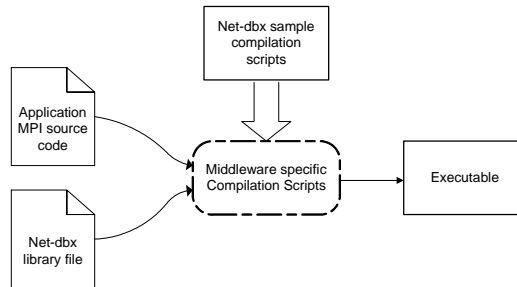 Net-dbx sample
compilation
scripts
Application
MPI source
code
Middleware specific
Compilation Scripts
Executable
Net-dbx
library file